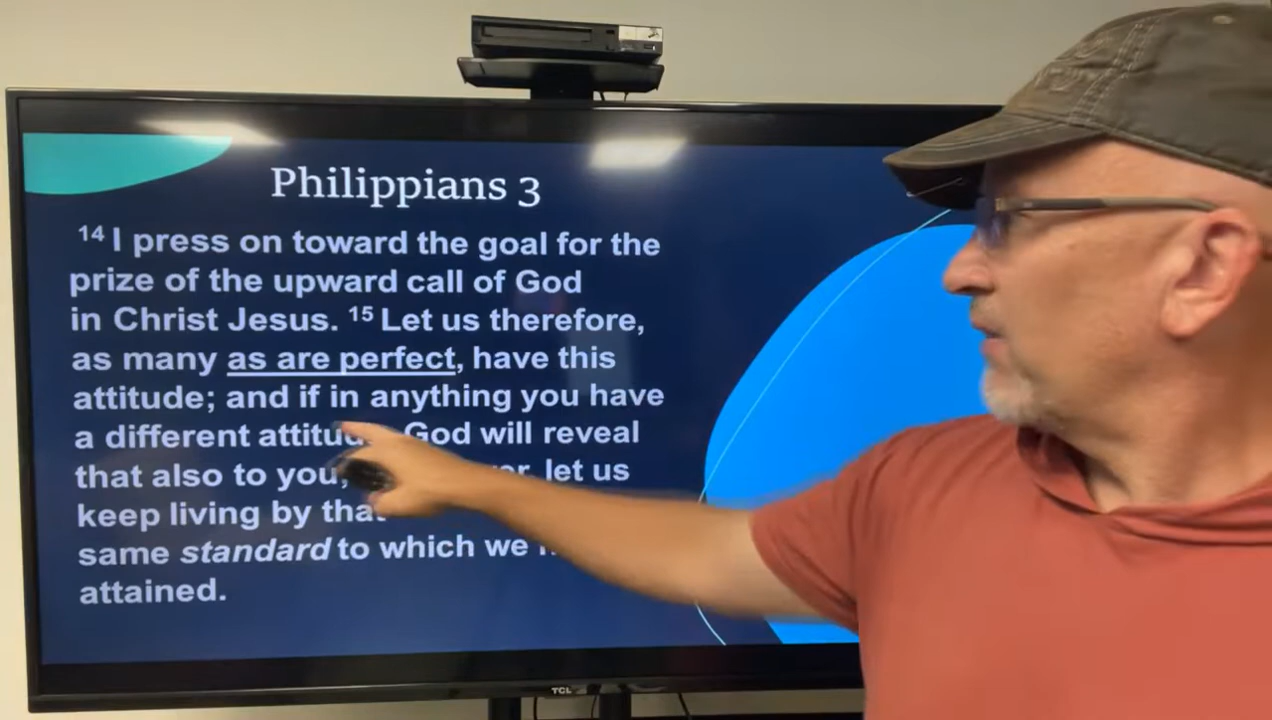 Philippians 3
14 I press on toward the goal for the
prize of the upward call of God
in Christ Jesus. 15 Let us therefore,
as many as are perfect, have this
attitude; and if in anything you have
a different God will reveal
that also to you, let us
keep living by
same standard to which we
attained.
TCL